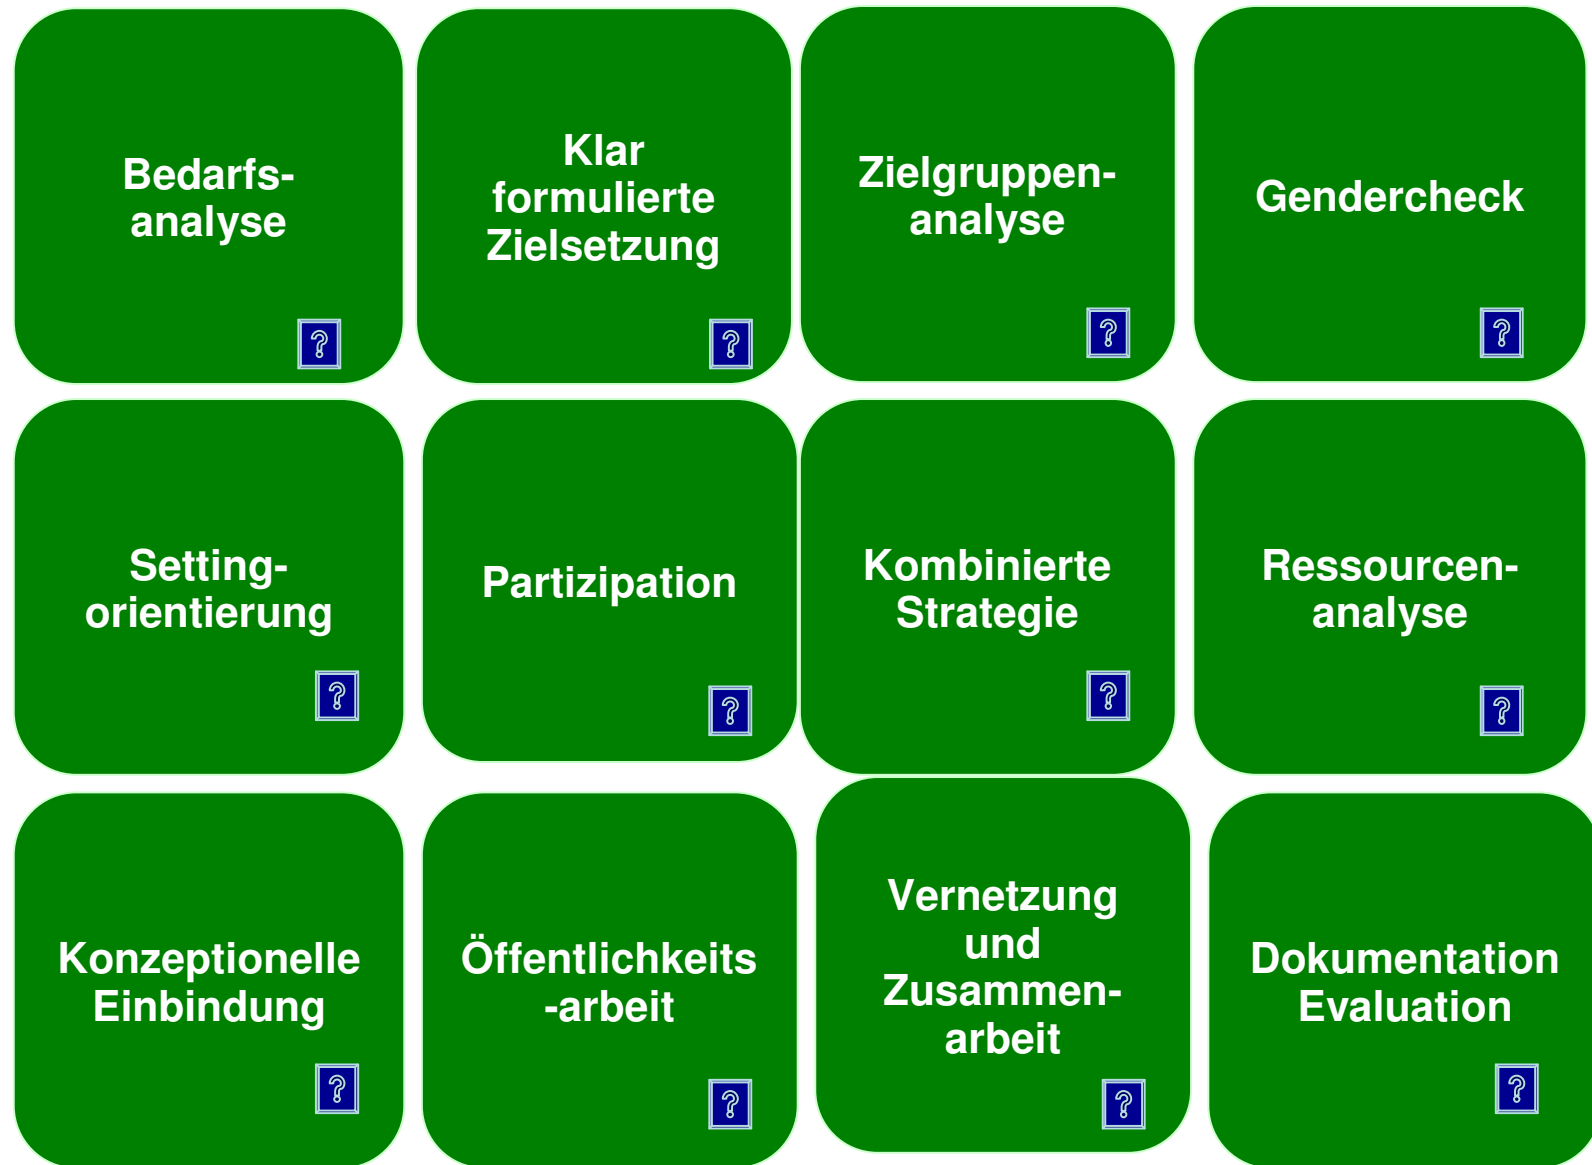 Bedarfs-
analyse
Klar
formulierte
Zielsetzung
Zielgruppen-
analyse
Gendercheck
?
?
?
?
Setting-
orientierung
Partizipation
Kombinierte
Strategie
Ressourcen-
analyse
?
?
?
?
Konzeptionelle
Einbindung
Öffentlichkeits
-arbeit
Vernetzung
und
Zusammen-
arbeit
Dokumentation
Evaluation
?
?
?
?